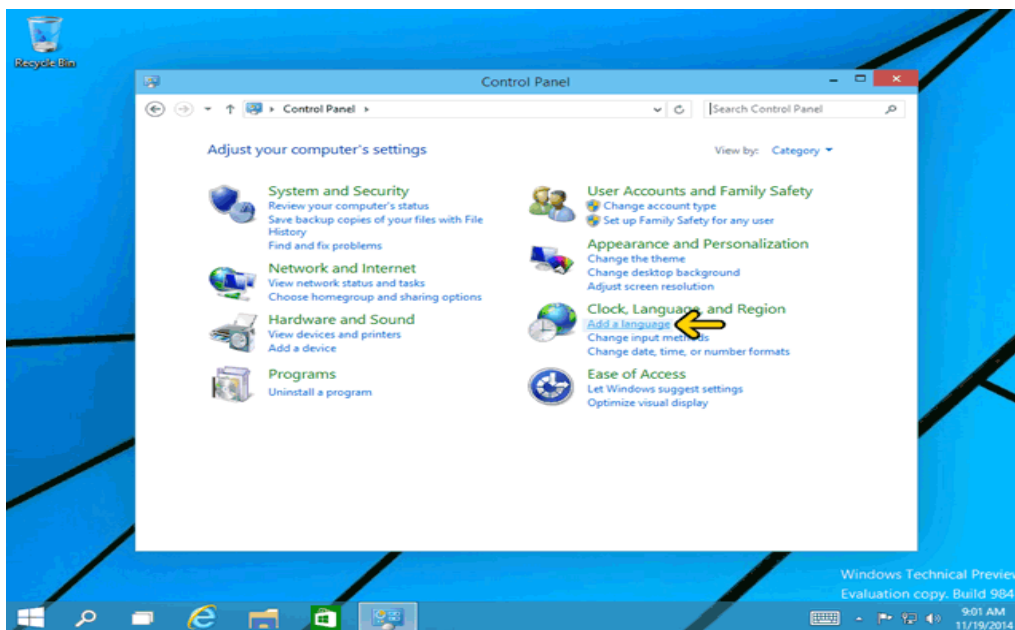 Recycle Bin
Control Panel
Control Panel
Search Control Panel
Adjust your computer's settings
View by: Category
System and Security
Review your computer's status
Save backup copies of your files with File
History
Find and fix problems
Network and Internet
View network status and tasks
Choose homegroup and sharing options
Hardware and Sound
View devices and printers
Add a device
Programs
Uninstall a program
User Accounts and Family Safety
Change account type
Set up Family Safety for any user
Appearance and Personalization
Change the theme
Change desktop background
Adjust screen resolution
Clock, Language, and Region
Add a language
Change input methods
Change date, time, or number formats
Ease of Access
Let Windows suggest settings
Optimize visual display
Windows Technical Preview
Evaluation copy. Build 984
9:01 AM
11/19/2014